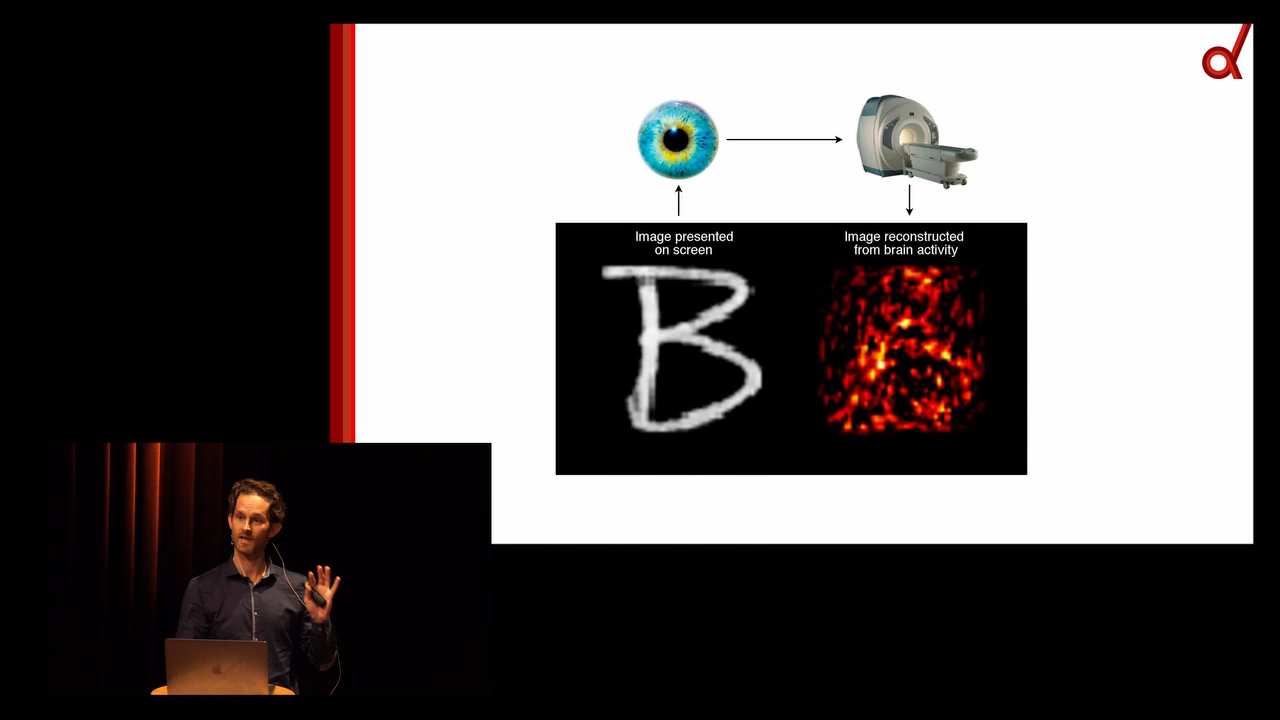 Image presented
on screen
Image reconstructed
from brain activity
B